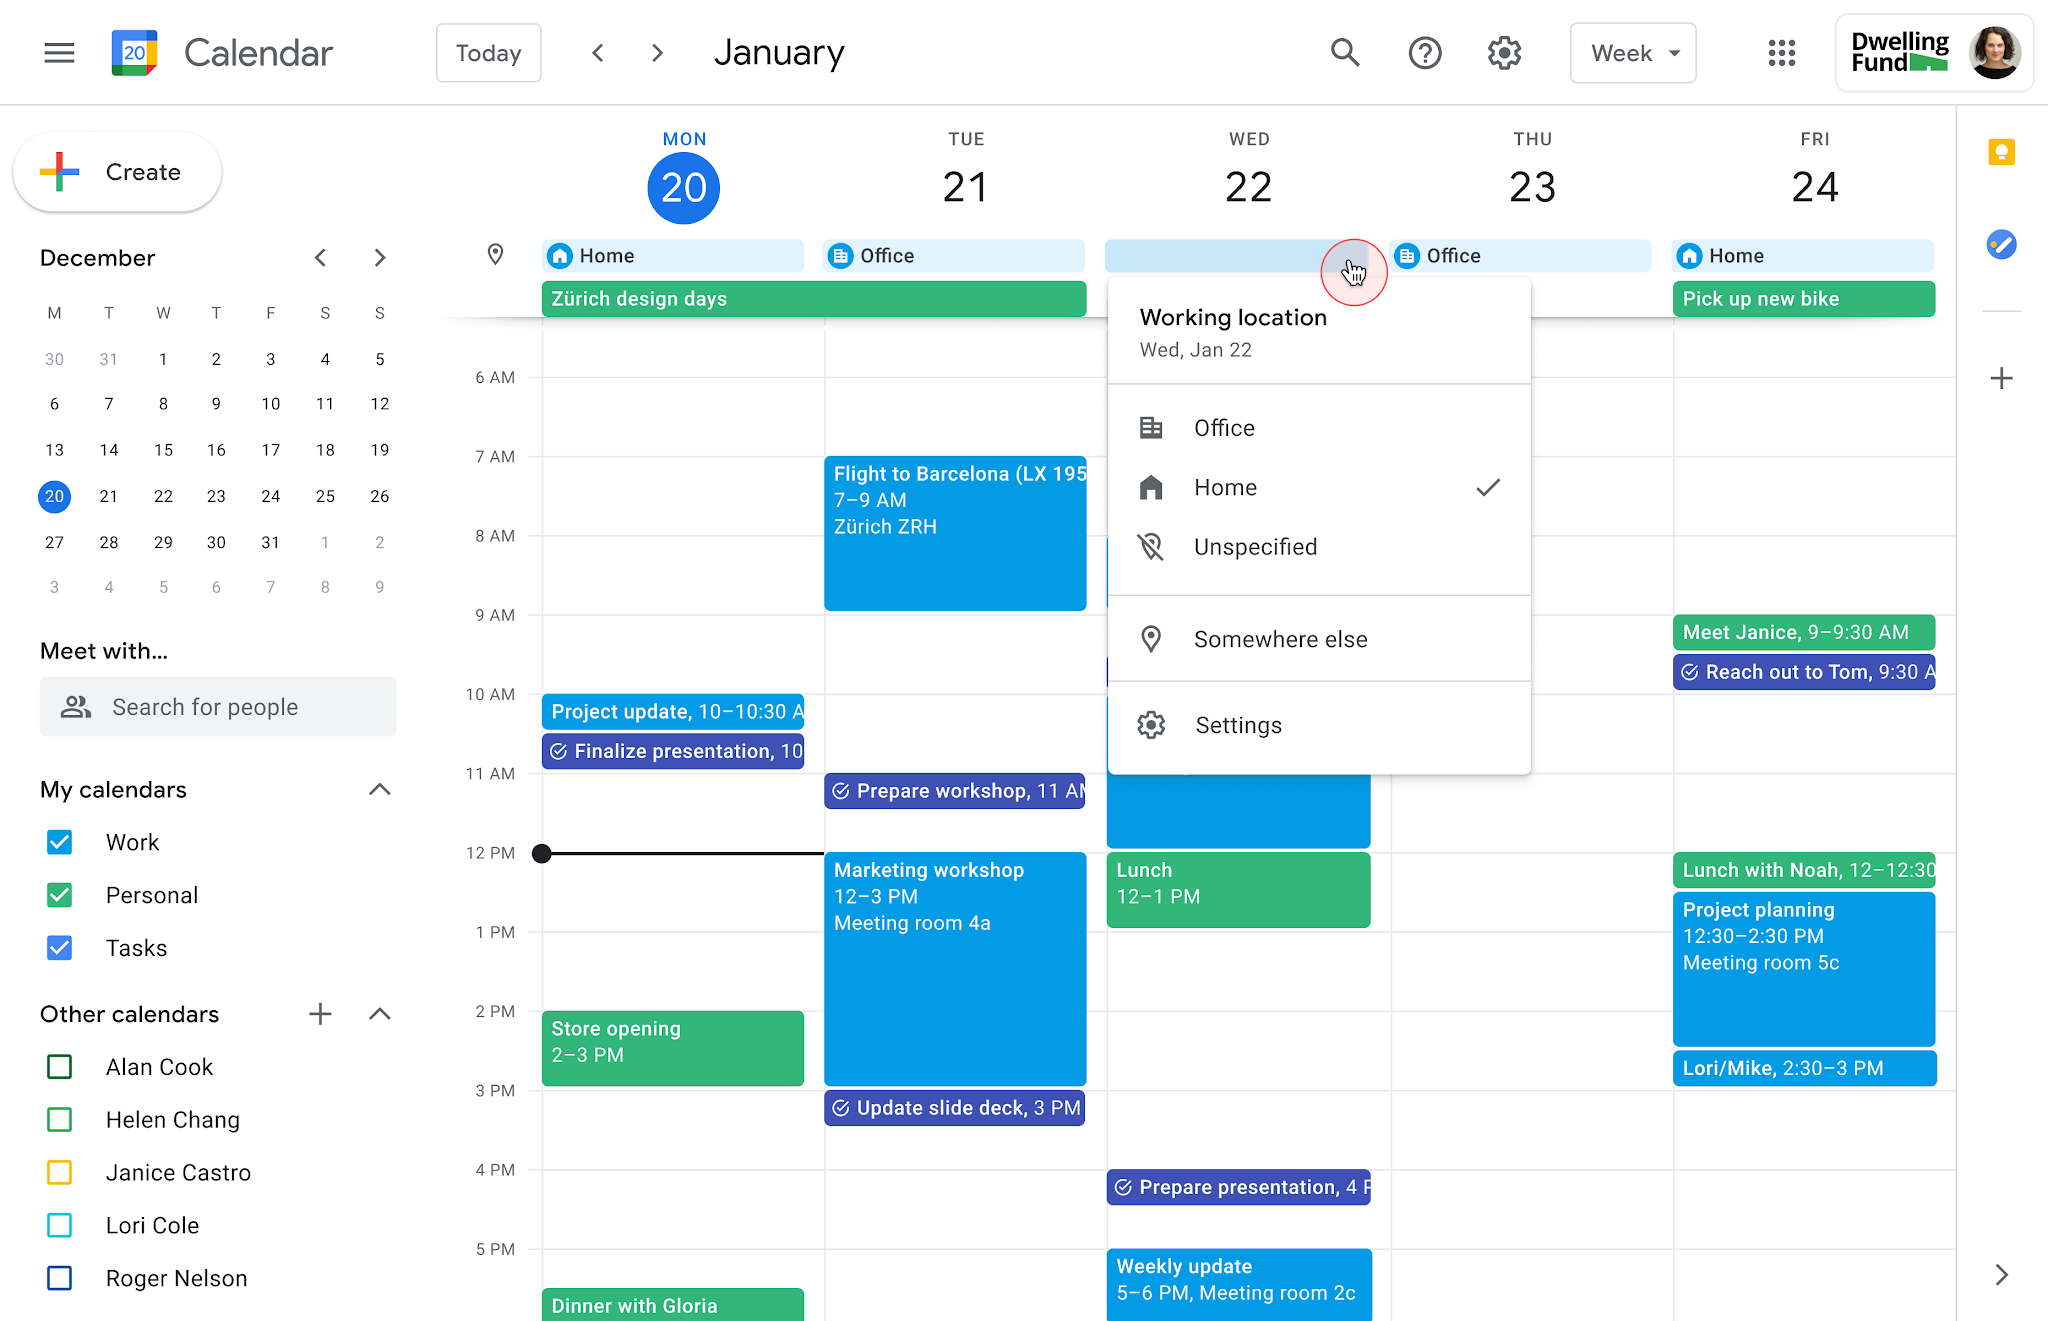 20
Calendar
Today
January
Week
Dwelling
Fund
Create
December
M T W T F S S
30 31 1 2 3 4 5
6 7 8 9 10 11 12
13 14 15 16 17 18 19
20 21 22 23 24 25 26
27 28 29 30 31 1 2
3 4 5 6 7 8 9
Meet with...
Search for people
My calendars
Work
Personal
Tasks
Other calendars
Alan Cook
Helen Chang
Janice Castro
Lori Cole
Roger Nelson
MON TUE WED THU FRI
20 21 22 23 24
Home Office Office Home
Zürich design days
Pick up new bike
6 AM
7 AM
8 AM
9 AM
10 AM
11 AM
12 PM
1 PM
2 PM
3 PM
4 PM
5 PM
Project update, 10–10:30 A
Finalize presentation, 10
Store opening
2–3 PM
Dinner with Gloria
Flight to Barcelona (LX 195
7–9 AM
Zürich ZRH
Prepare workshop, 11 AM
Marketing workshop
12–3 PM
Meeting room 4a
Update slide deck, 3 PM
Working location
Wed, Jan 22
Office
Home
Unspecified
Somewhere else
Settings
Lunch
12–1 PM
Prepare presentation, 4 P
Weekly update
5–6 PM, Meeting room 2c
Meet Janice, 9–9:30 AM
Reach out to Tom, 9:30 A
Lunch with Noah, 12–12:30
Project planning
12:30–2:30 PM
Meeting room 5c
Lori/Mike, 2:30–3 PM